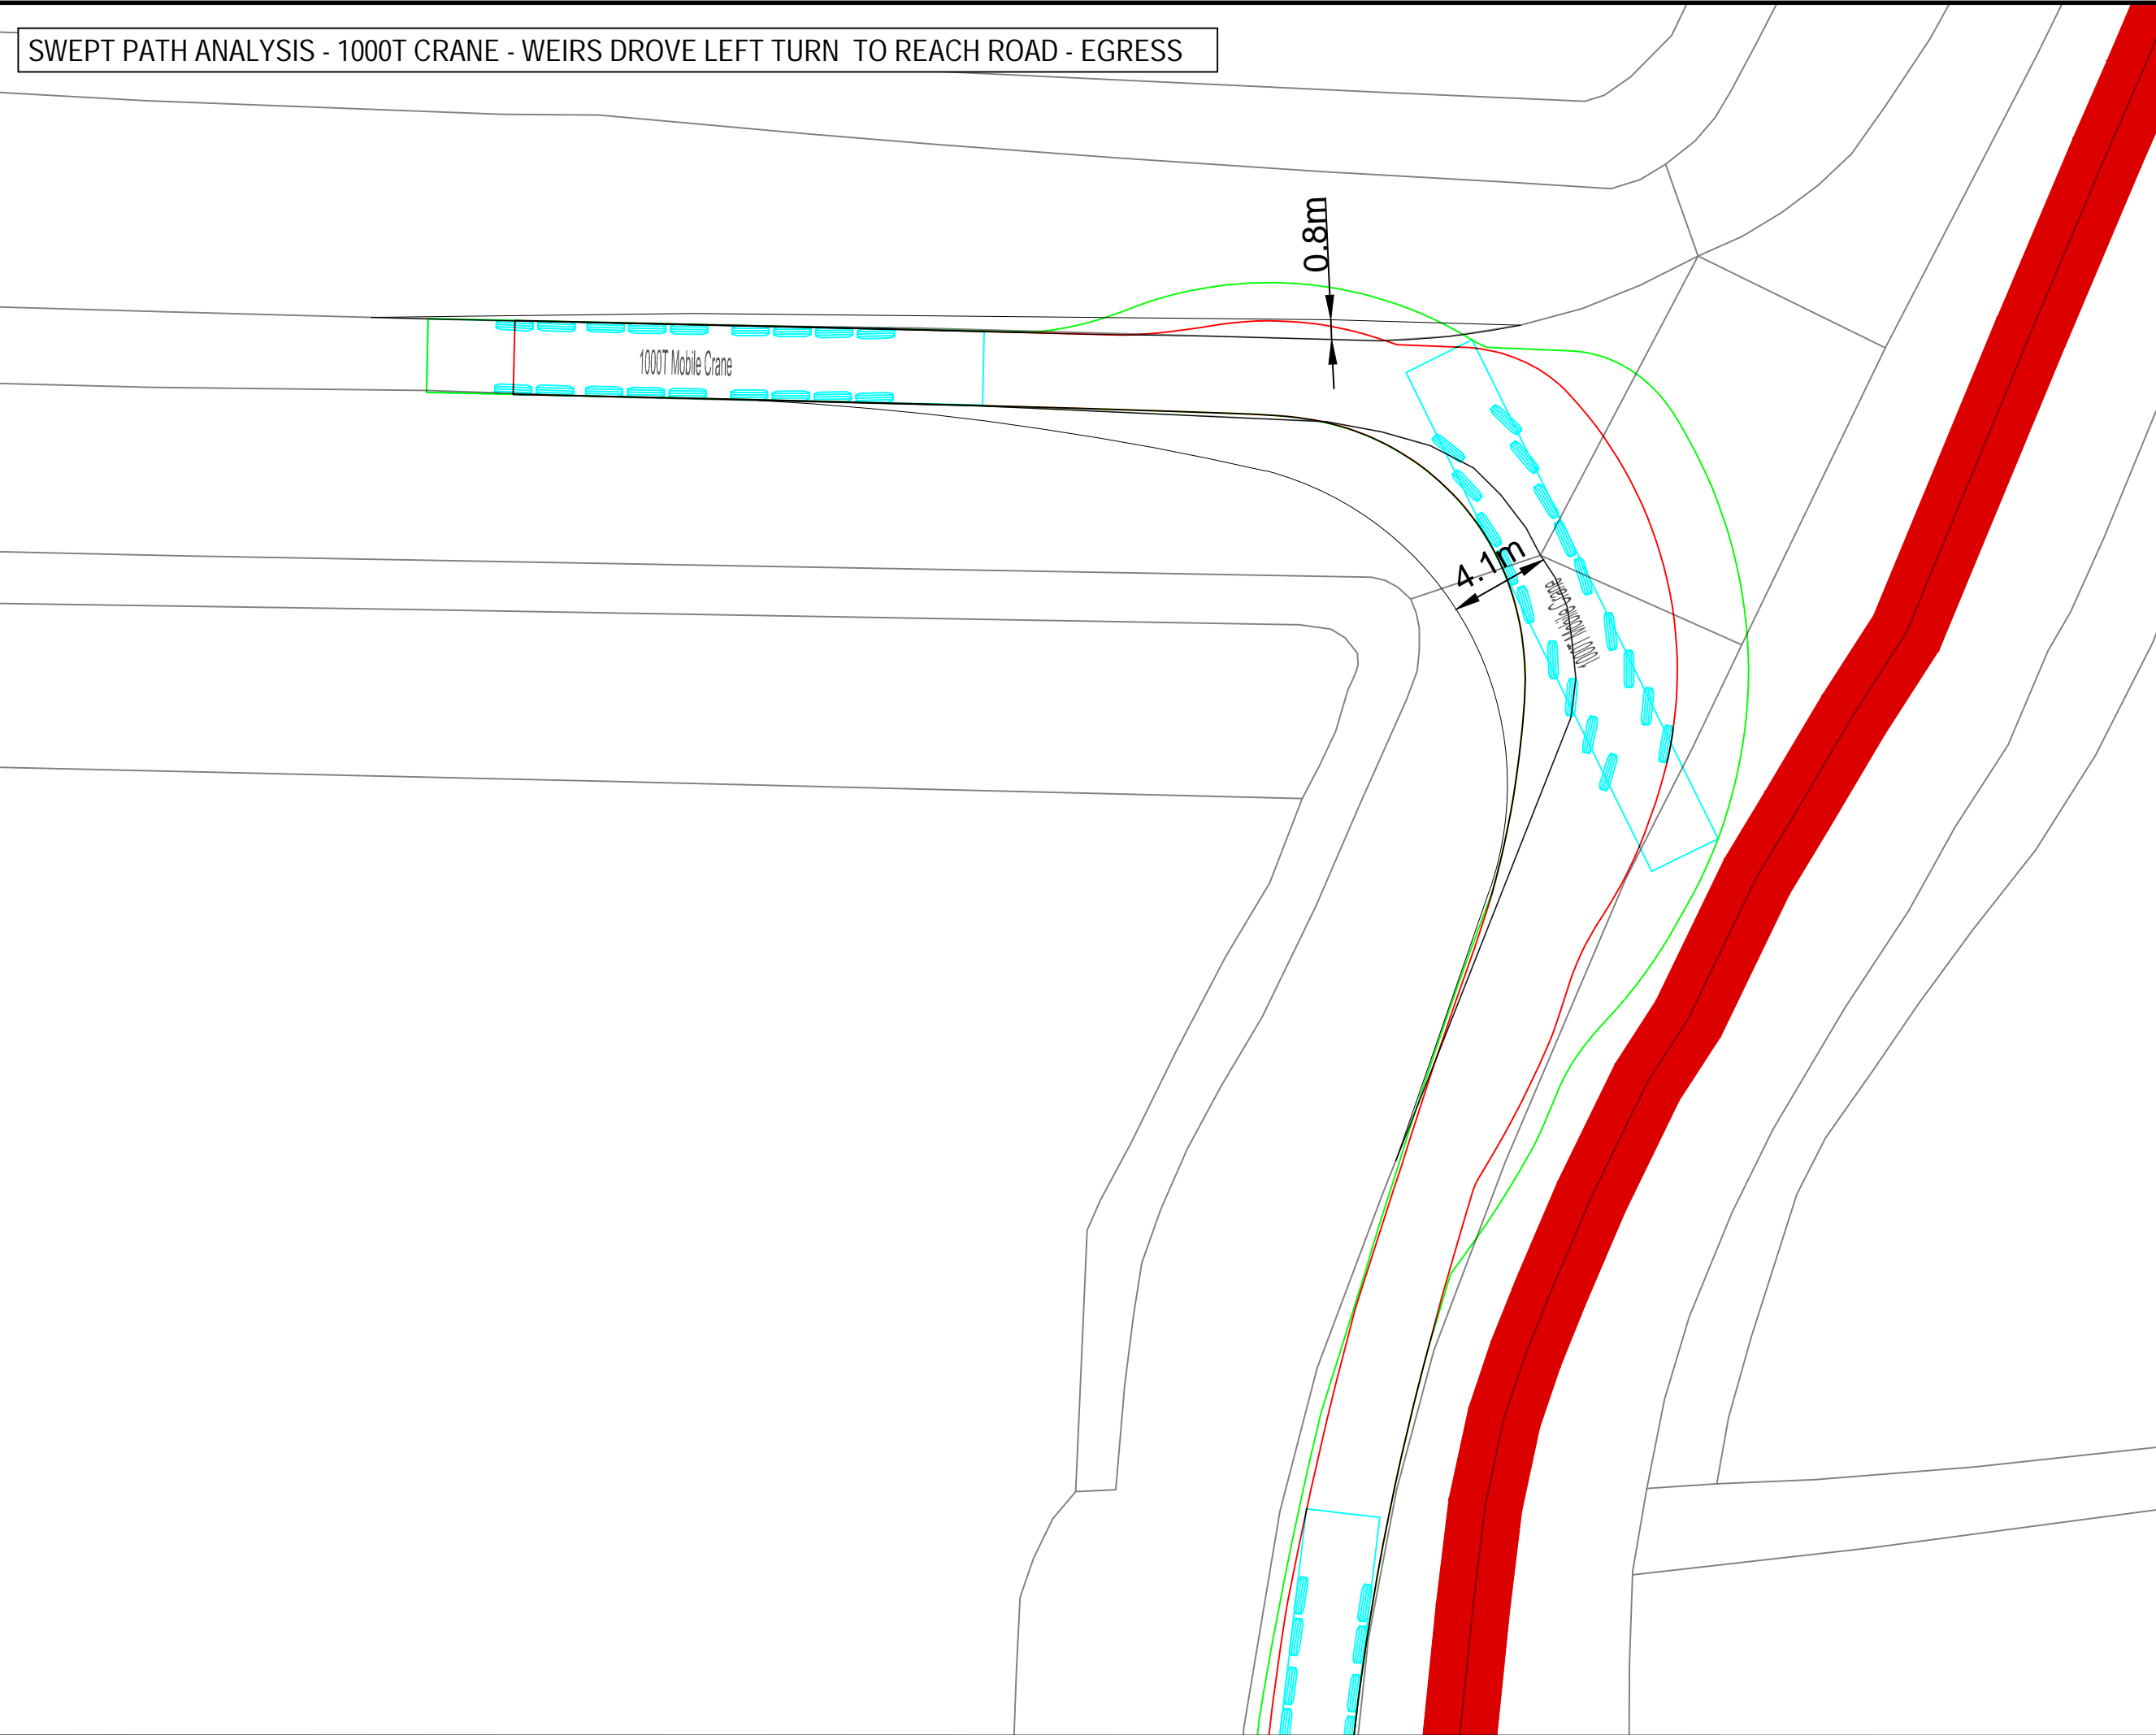 SWEPT PATH ANALYSIS - 1000T CRANE - WEIRS DROVE LEFT TURN TO REACH ROAD - EGRESS
0.8m
1000T Mobile Crane
4.1m
1000T Mobile Crane